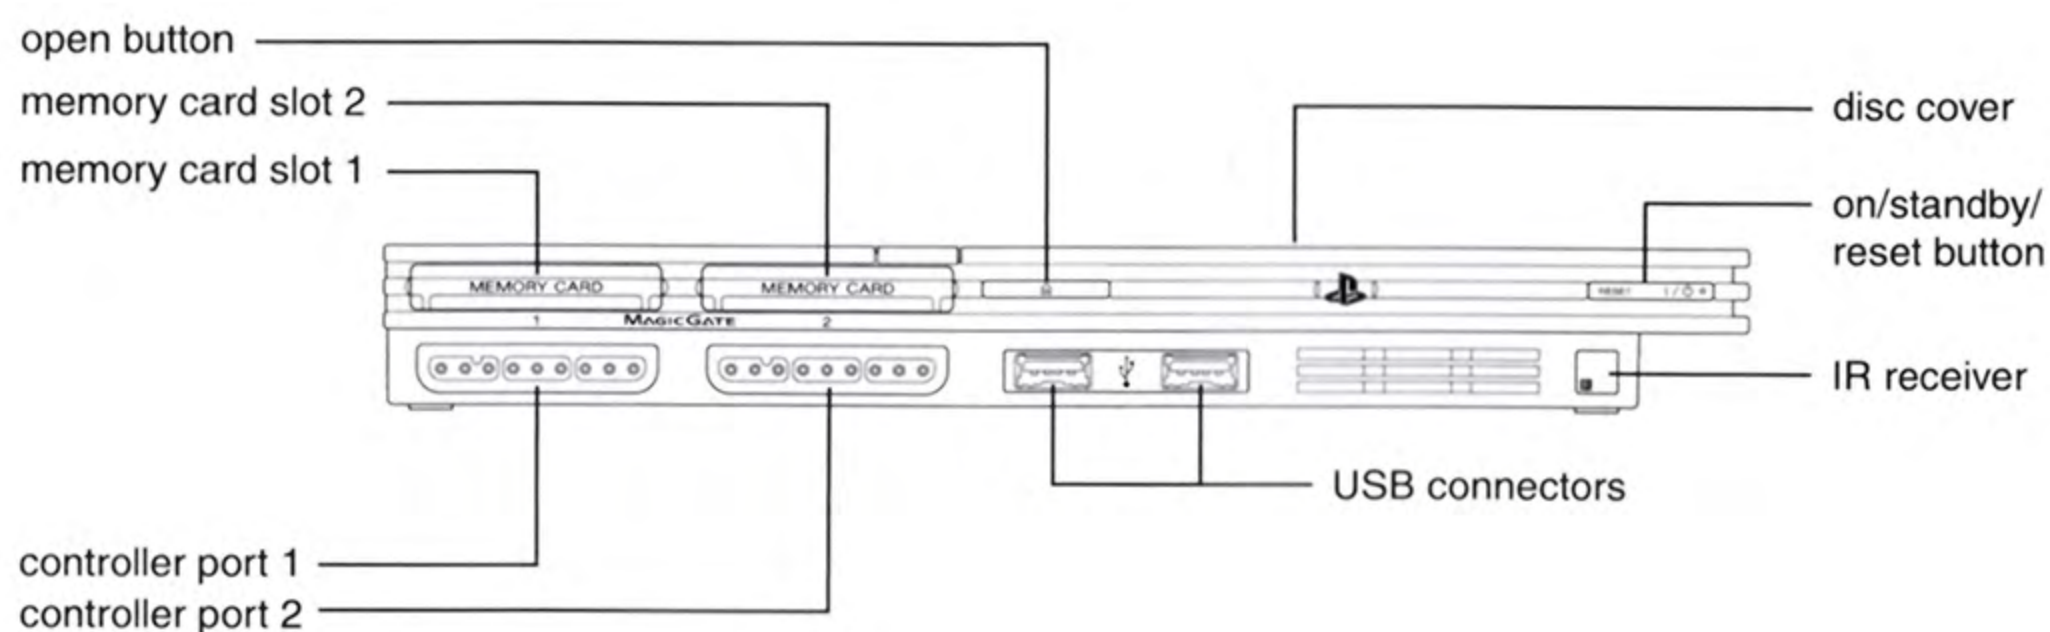 open button
memory card slot 2
memory card slot 1
disc cover
on/standby/
reset button
MEMORY CARD
MEMORY CARD
RESET
1
MAGICGATE
2
IR receiver
USB connectors
controller port 1
controller port 2